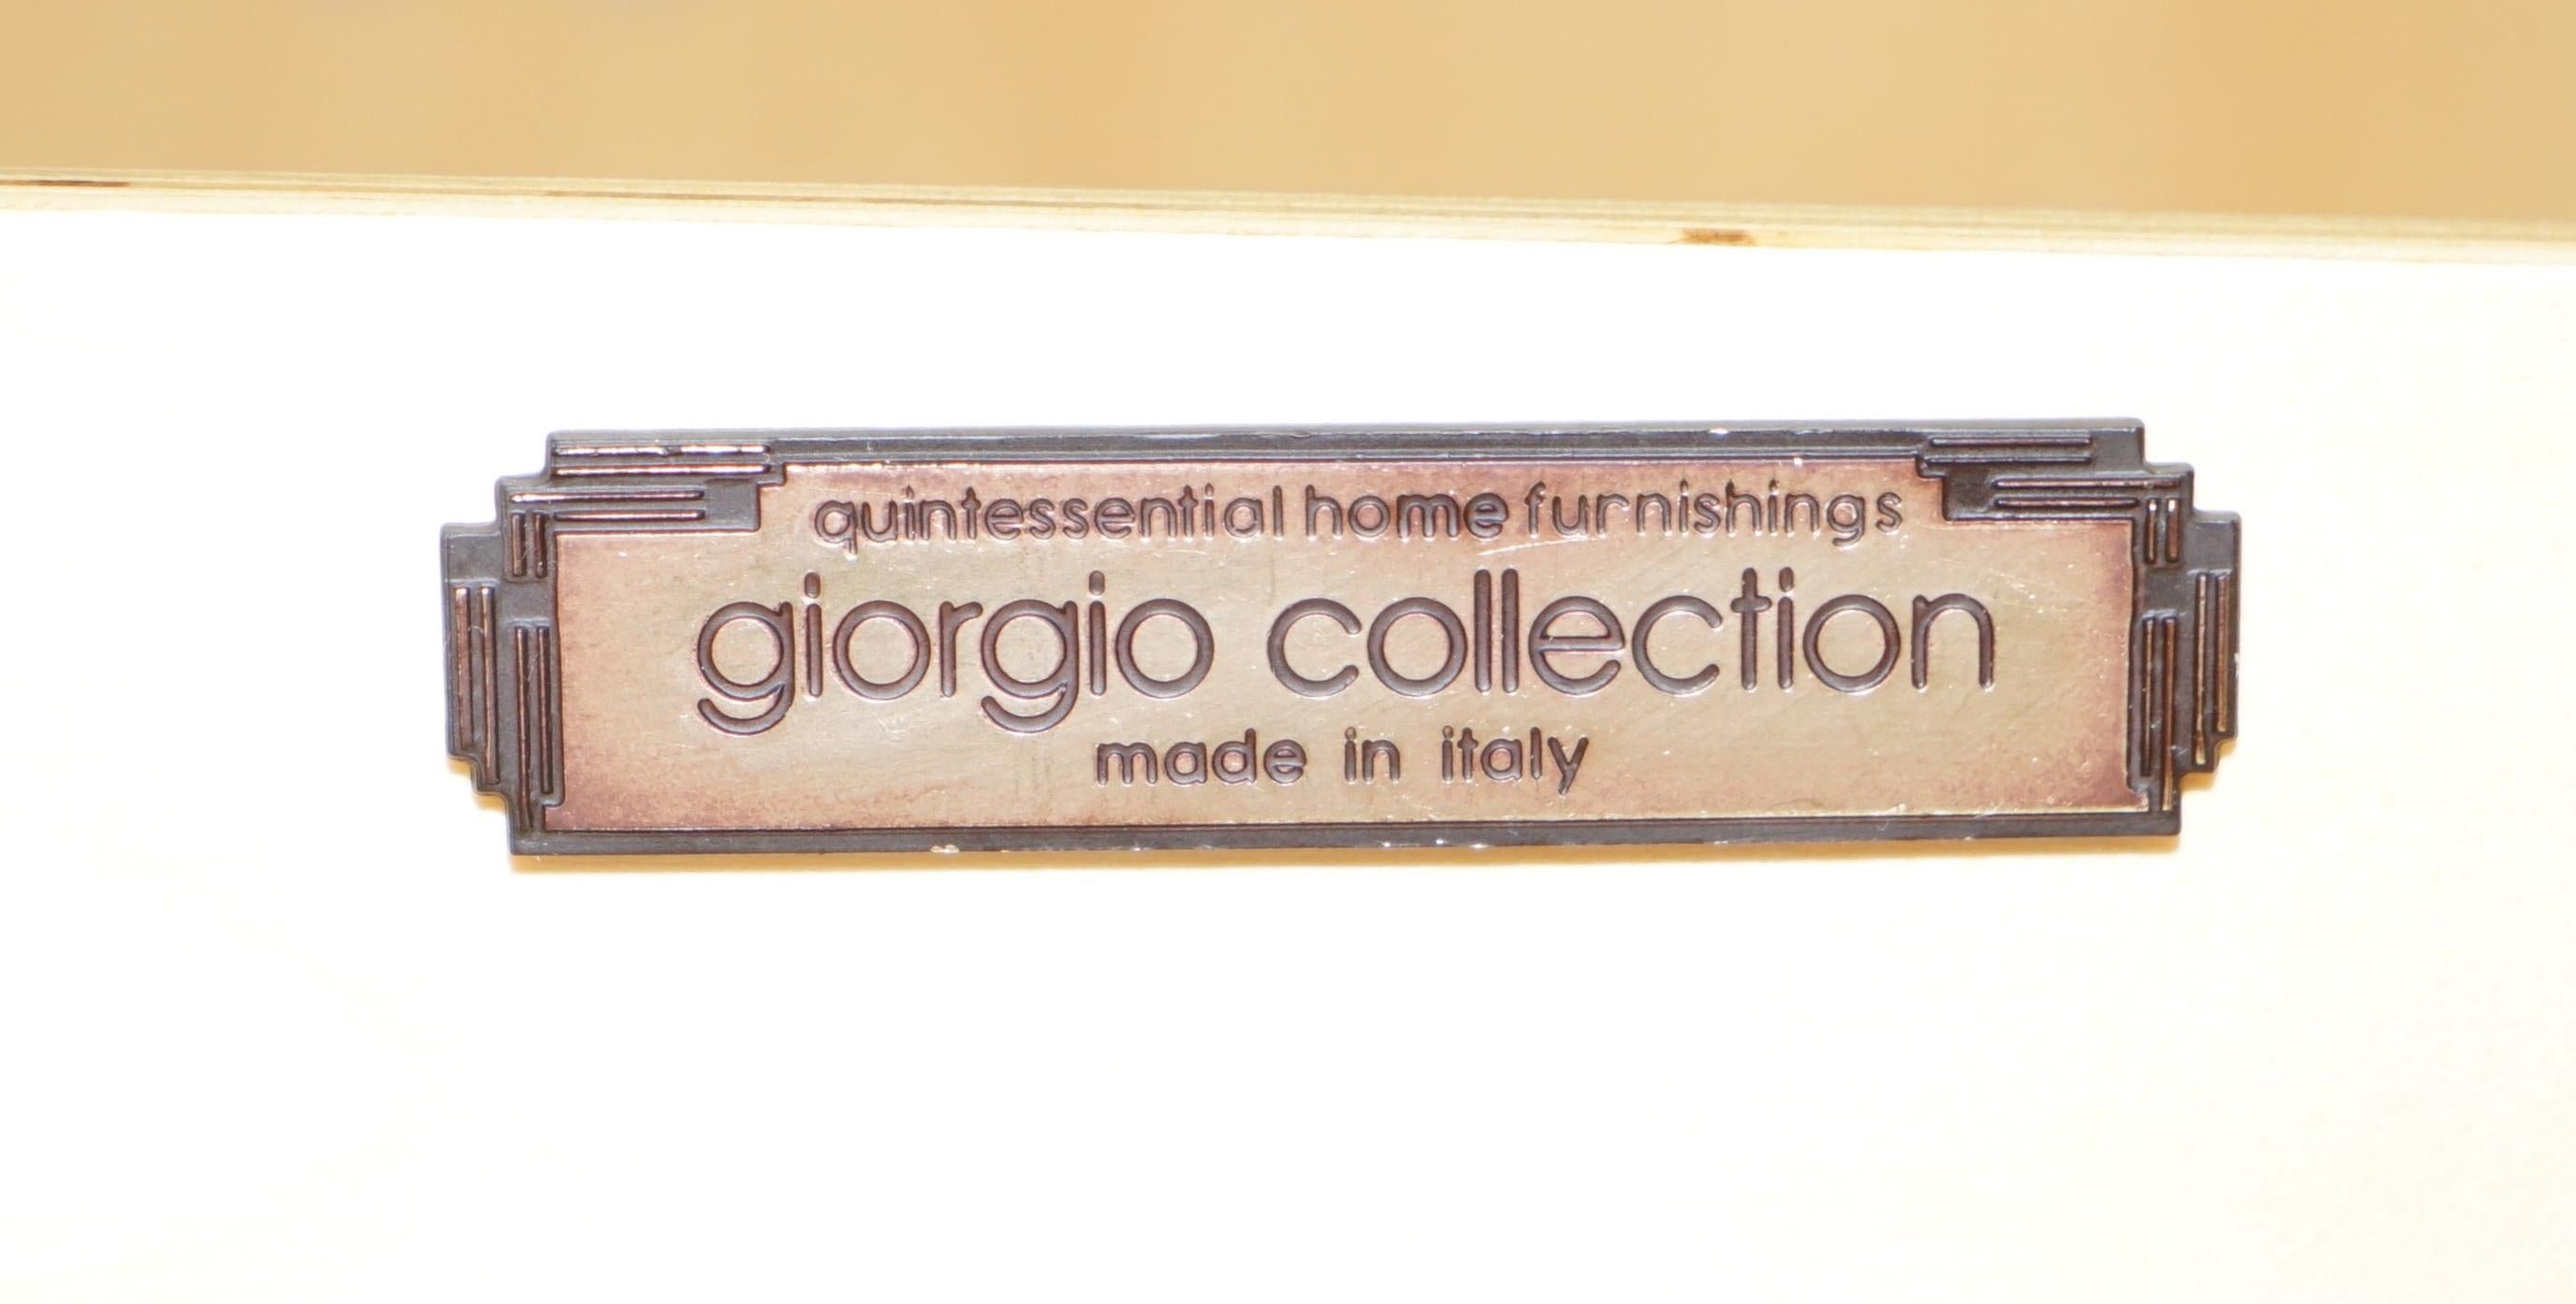 quintessential home furnishings
giorgio collection
made in italy